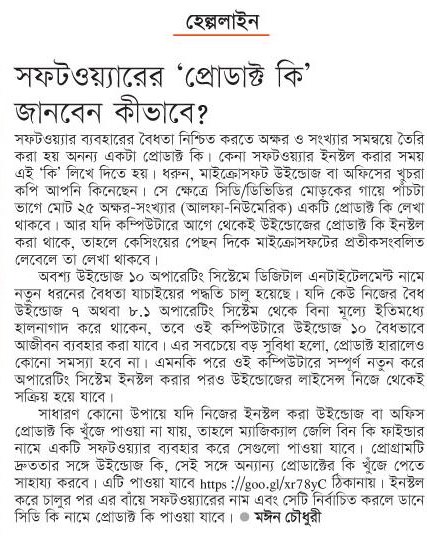 হেল্পলাইন
সফটওয়্যারের ‘প্রোডাক্ট কি’
জানবেন কীভাবে?
সফটওয়্যার ব্যবহারের বৈধতা নিশ্চিত করতে অক্ষর ও সংখ্যার সমন্বয়ে তৈরি
করা হয় অনন্য একটা প্রোডাক্ট কি। কেনা সফটওয়্যার ইনস্টল করার সময়
এই ‘কি’ লিখে দিতে হয়। ধরুন, মাইক্রোসফট উইন্ডোজ বা অফিসের খুচরা
কপি আপনি কিনেছেন। সে ক্ষেত্রে সিডি/ডিভিডির মোড়কের গায়ে পাঁচটা
ভাগে মোট ২৫ অক্ষর-সংখ্যার (আলফা-নিউমেরিক) একটি প্রোডাক্ট কি লেখা
থাকবে। আর যদি কম্পিউটারে আগে থেকেই উইন্ডোজের প্রোডাক্ট কি ইনস্টল
করা থাকে, তাহলে কেসিংয়ের পেছন দিকে মাইক্রোসফটের প্রতীকসংবলিত
লেবেলে তা লেখা থাকবে।
অবশ্য উইন্ডোজ ১০ অপারেটিং সিস্টেমে ডিজিটাল এনটাইটেলমেন্ট নামে
নতুন ধরনের বৈধতা যাচাইয়ের পদ্ধতি চালু হয়েছে। যদি কেউ নিজের বৈধ
উইন্ডোজ ৭ অথবা ৮.১ অপারেটিং সিস্টেম থেকে বিনা মূল্যে ইতিমধ্যে
হালনাগাদ করে থাকেন, তবে ওই কম্পিউটারে উইন্ডোজ ১০ বৈধভাবে
আজীবন ব্যবহার করা যাবে। এর সবচেয়ে বড় সুবিধা হলো, প্রোডাক্ট হারালেও
কোনো সমস্যা হবে না। এমনকি পরে ওই কম্পিউটারে সম্পূর্ণ নতুন করে
অপারেটিং সিস্টেম ইনস্টল করার পরও উইন্ডোজের লাইসেন্স নিজে থেকেই
সক্রিয় হয়ে যাবে।
সাধারণ কোনো উপায়ে যদি নিজের ইনস্টল করা উইন্ডোজ বা অফিস
প্রোডাক্ট কি খুঁজে পাওয়া না যায়, তাহলে ম্যাজিক্যাল জেলি বিন কি ফাইন্ডার
নামে একটি সফটওয়্যার ব্যবহার করে সেগুলো পাওয়া যাবে। প্রোগ্রামটি
দ্রুততার সঙ্গে উইন্ডোজ কি, সেই সঙ্গে অন্যান্য প্রোডাক্টের কি খুঁজে পেতে
সাহায্য করবে। এটি পাওয়া যাবে https://goo.gl/xr78yC ঠিকানায়। ইনস্টল
করে চালুর পর এর বাঁয়ে সফটওয়্যারের নাম এবং সেটি নির্বাচিত করলে ডানে
সিডি কি নামে প্রোডাক্ট কি পাওয়া যাবে। ● মঈন চৌধুরী